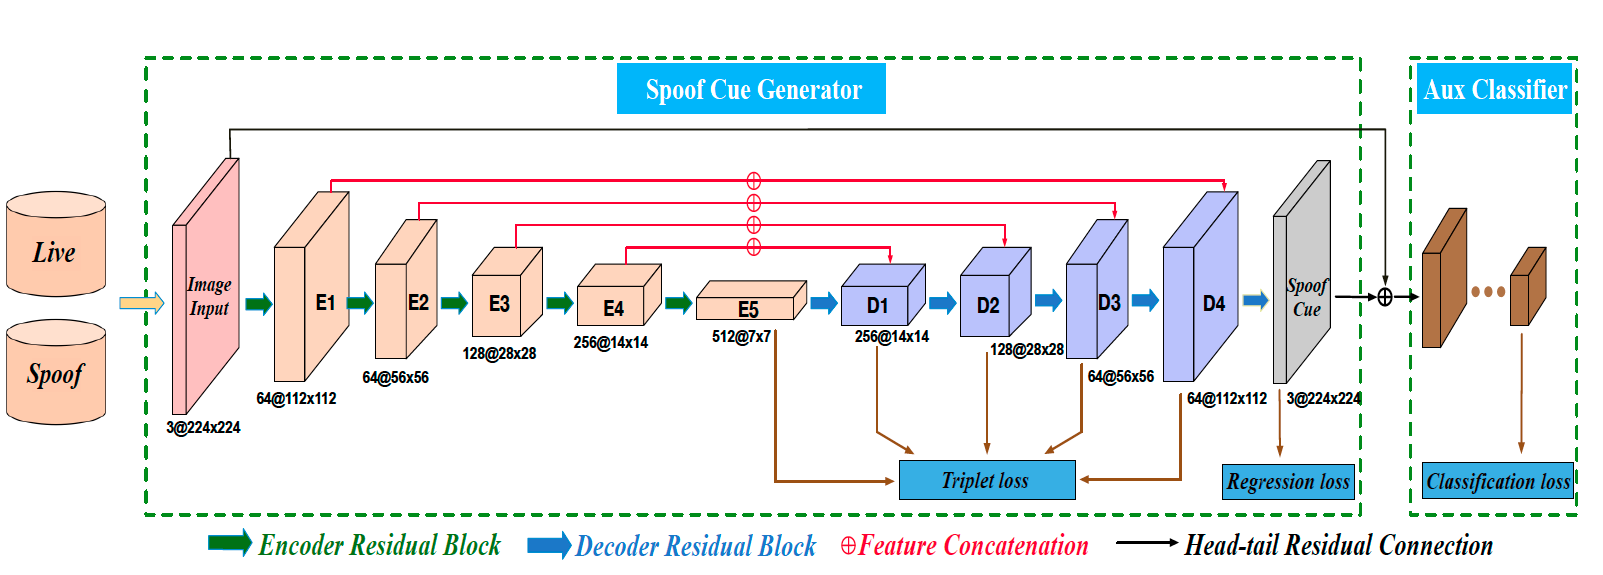 Spoof Cue Generator
Aux Classifier
Live
Spoof
Image
Input
E1
E2
E3
E4
E5
D1
D2
D3
D4
Spoof
Cue
3@224x224
64@112x112
64@56x56
128@28x28
256@14x14
512@7x7
256@14x14
128@28x28
64@56x56
64@112x112
3@224x224
Triplet loss
Regression loss
Classification loss
Encoder Residual Block
Decoder Residual Block
Feature Concatenation
Head-tail Residual Connection